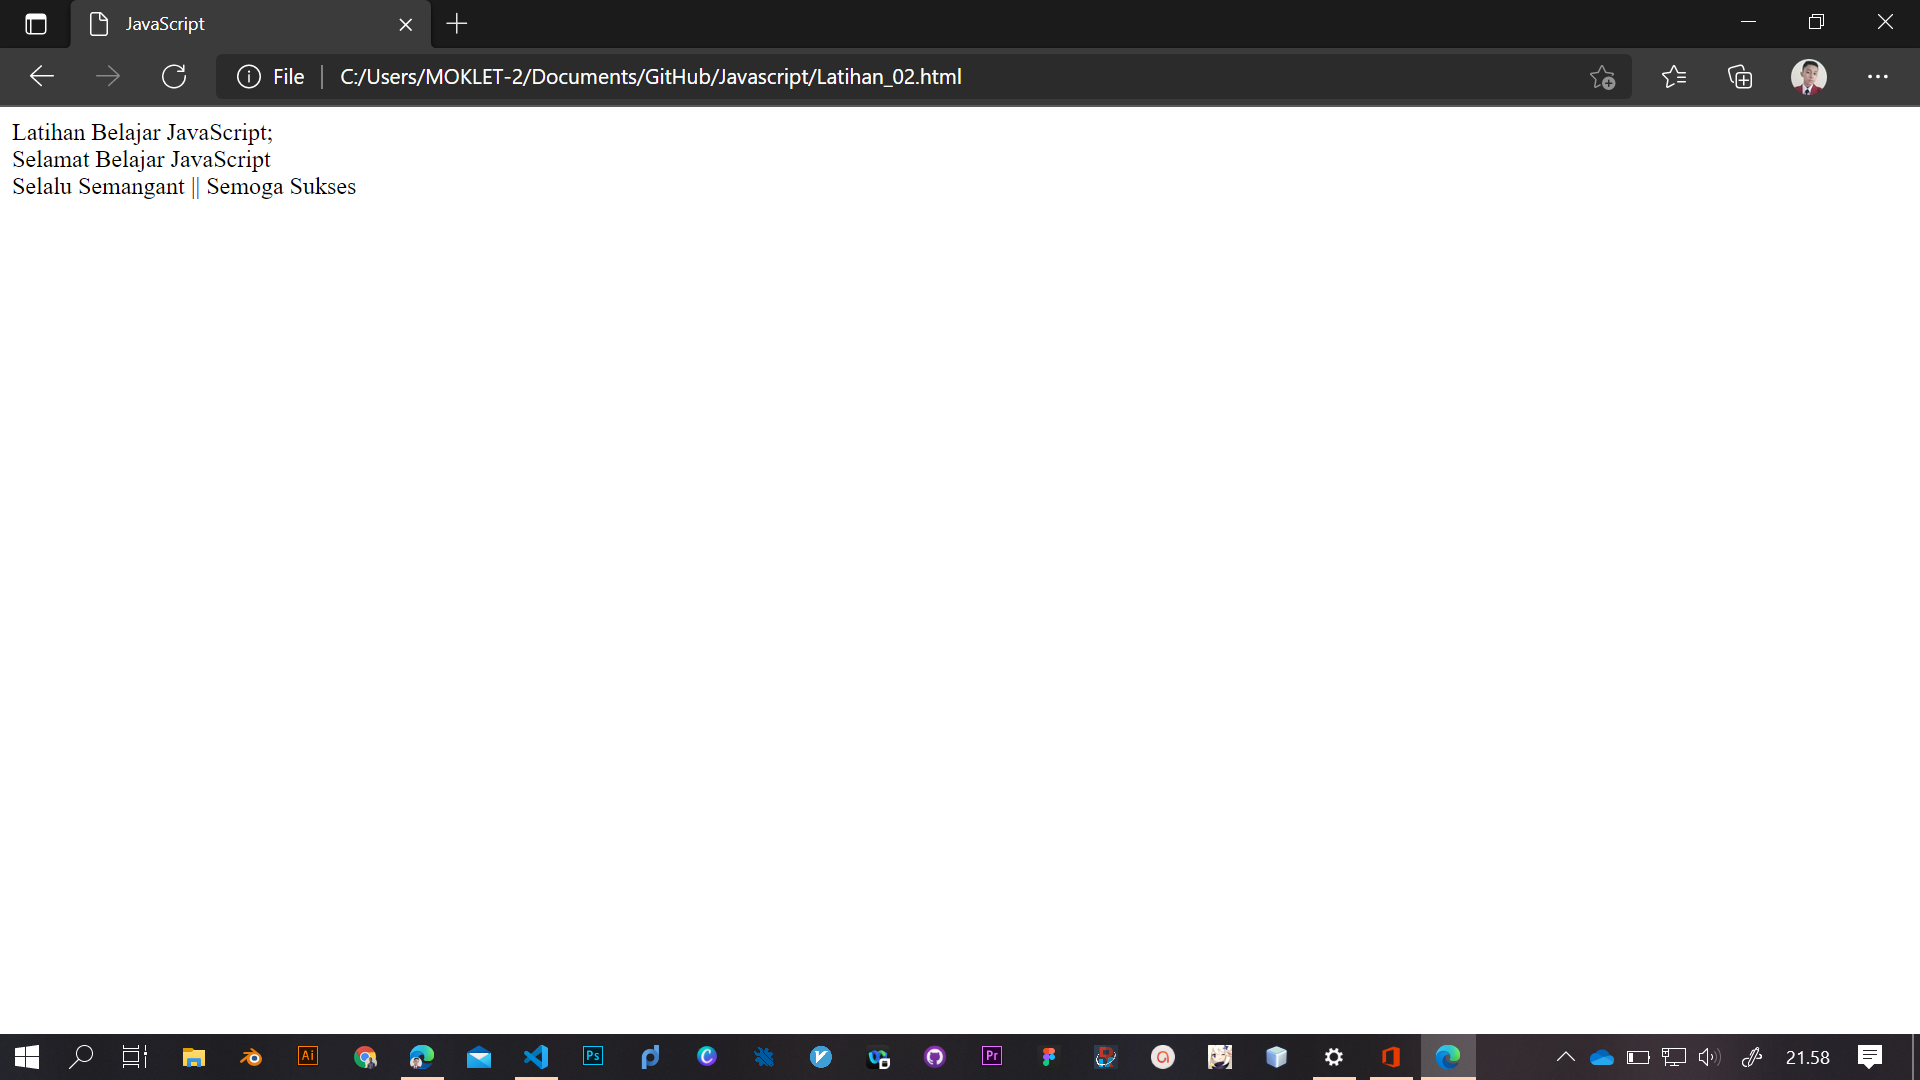 JavaScript
File
C:/Users/MOKLET-2/Documents/GitHub/Javascript/Latihan_02.html
Latihan Belajar JavaScript;
Selamat Belajar JavaScript
Selalu Semangant || Semoga Sukses
Ai
Ps
Pr
21.58